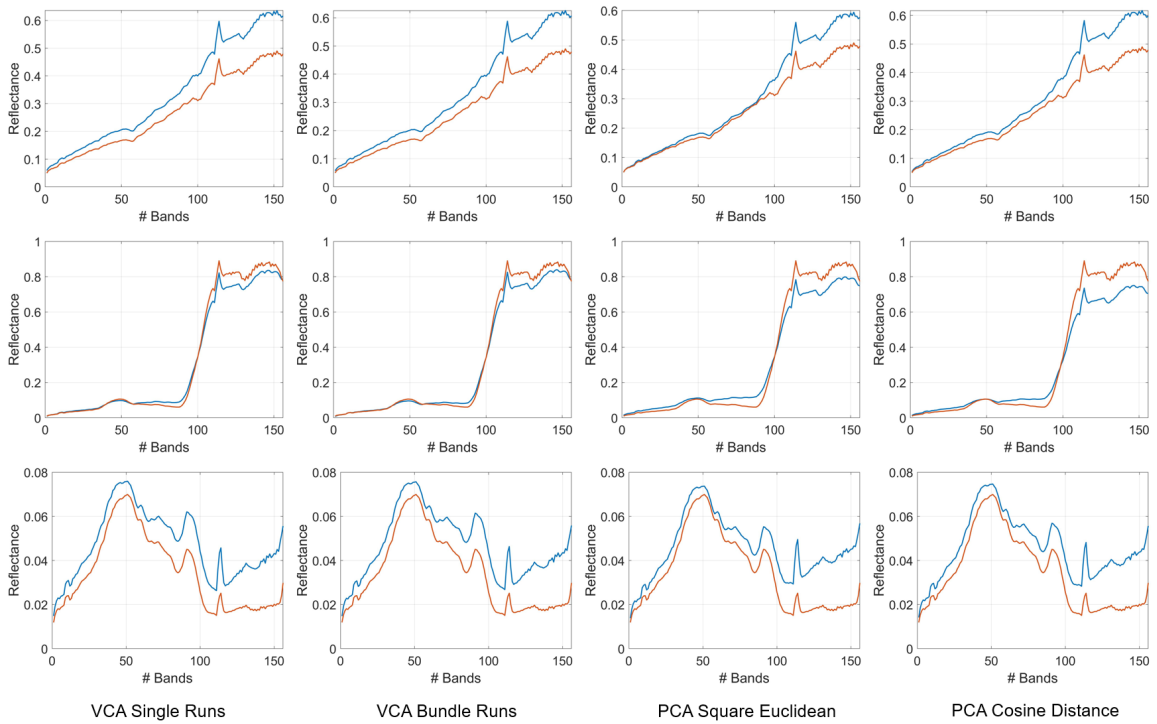 0.6 0.6 0.6 0.6
0.5 0.5 0.5 0.5
0.4 0.4 0.4 0.4
0.3 0.3 0.3 0.3
0.2 0.2 0.2 0.2
0.1 0.1 0.1 0.1
0 0 0 0
Reflectance Reflectance Reflectance Reflectance
0 50 100 150 0 50 100 150 0 50 100 150 0 50 100 150
# Bands # Bands # Bands # Bands
1 1 1 1
0.8 0.8 0.8 0.8
0.6 0.6 0.6 0.6
0.4 0.4 0.4 0.4
0.2 0.2 0.2 0.2
0 0 0 0
Reflectance Reflectance Reflectance Reflectance
0 50 100 150 0 50 100 150 0 50 100 150 0 50 100 150
# Bands # Bands # Bands # Bands
0.08 0.08 0.08 0.08
0.06 0.06 0.06 0.06
0.04 0.04 0.04 0.04
0.02 0.02 0.02 0.02
0 0 0 0
Reflectance Reflectance Reflectance Reflectance
0 50 100 150 0 50 100 150 0 50 100 150 0 50 100 150
# Bands # Bands # Bands # Bands
VCA Single Runs VCA Bundle Runs PCA Square Euclidean PCA Cosine Distance